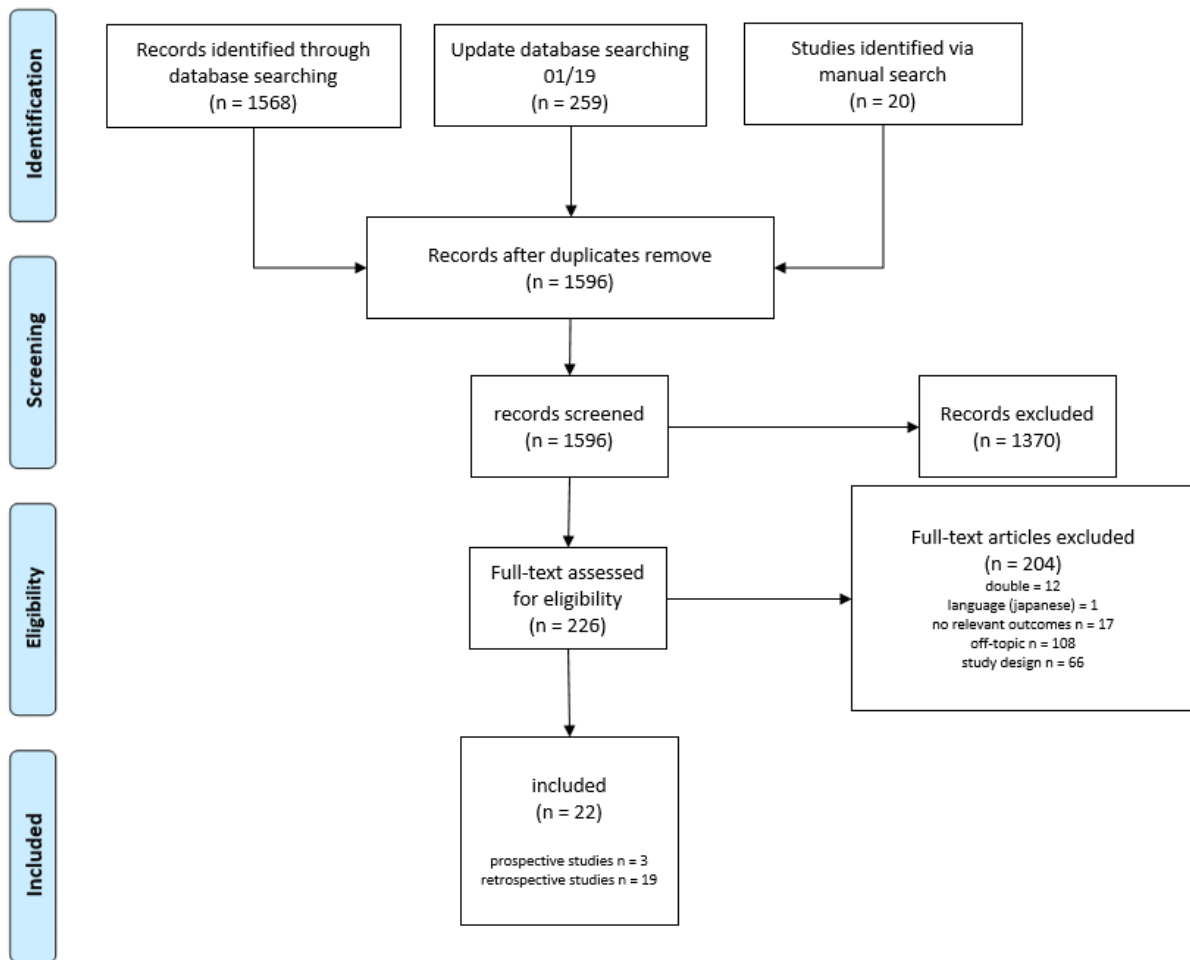 Identification
Records identified through
database searching
(n = 1568)
Update database searching
01/19
(n = 259)
Studies identified via
manual search
(n = 20)
Records after duplicates remove
(n = 1596)
Screening
records screened
(n = 1596)
Records excluded
(n = 1370)
Eligibility
Full-text assessed
for eligibility
(n = 226)
Full-text articles excluded
(n = 204)
double = 12
language (japanese) = 1
no relevant outcomes n = 17
off-topic n = 108
study design n = 66
Included
included
(n = 22)
prospective studies n = 3
retrospective studies n = 19